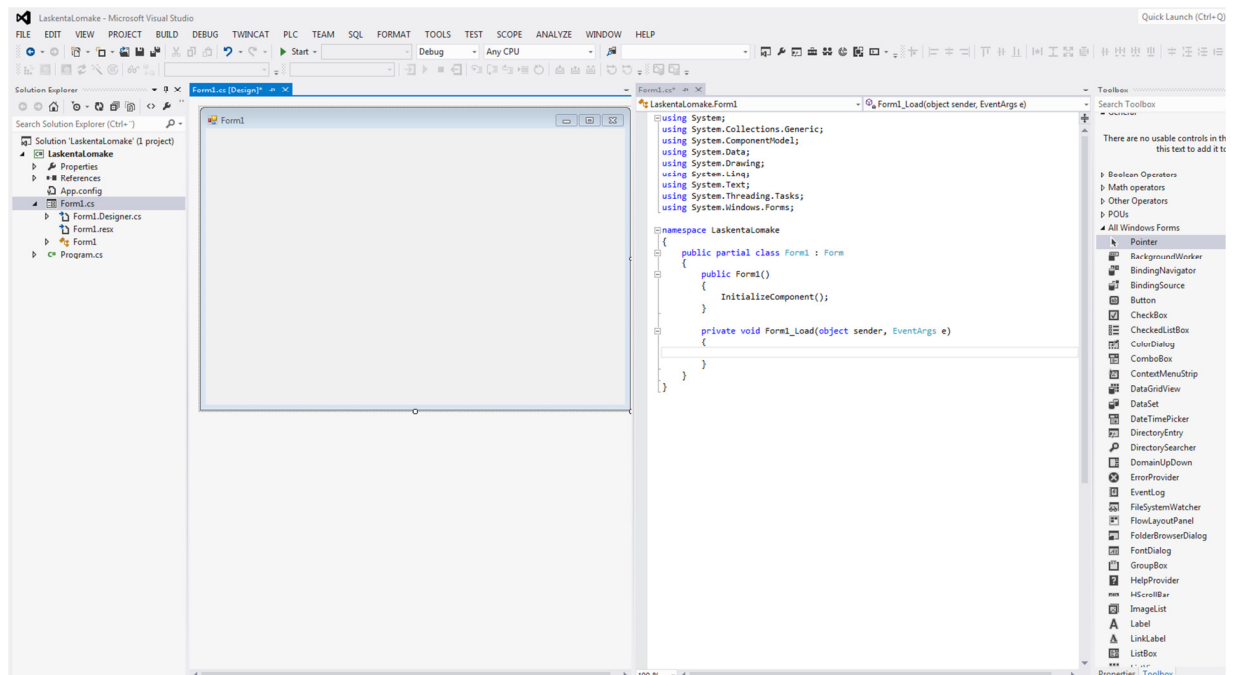 LaskentaLomake - Microsoft Visual Studio
Quick Launch (Ctrl+Q)
FILE EDIT VIEW PROJECT BUILD DEBUG TWINCAT PLC TEAM SQL FORMAT TOOLS TEST SCOPE ANALYZE WINDOW HELP
Start Debug Any CPU
Solution Explorer
Search Solution Explorer (Ctrl+¨)
Solution 'LaskentaLomake' (1 project)
LaskentaLomake
Properties
References
App.config
Form1.cs
Form1.Designer.cs
Form1.resx
Form1
Program.cs
Form1.cs [Design]*
Form1
Form1.cs*
LaskentaLomake.Form1
Form1_Load(object sender, EventArgs e)
using System;
using System.Collections.Generic;
using System.ComponentModel;
using System.Data;
using System.Drawing;
using System.Linq;
using System.Text;
using System.Threading.Tasks;
using System.Windows.Forms;
namespace LaskentaLomake
{
public partial class Form1 : Form
{
public Form1()
{
InitializeComponent();
}
private void Form1_Load(object sender, EventArgs e)
{
}
}
}
100 %
Toolbox
Search Toolbox
General
There are no usable controls in th
this text to add it to
Boolean Operators
Math operators
Other Operators
POUs
All Windows Forms
Pointer
BackgroundWorker
BindingNavigator
BindingSource
Button
CheckBox
CheckedListBox
ColorDialog
ComboBox
ContextMenuStrip
DataGridView
DataSet
DateTimePicker
DirectoryEntry
DirectorySearcher
DomainUpDown
ErrorProvider
EventLog
FileSystemWatcher
FlowLayoutPanel
FolderBrowserDialog
FontDialog
GroupBox
HelpProvider
HScrollBar
ImageList
Label
LinkLabel
ListBox
Properties Toolbox